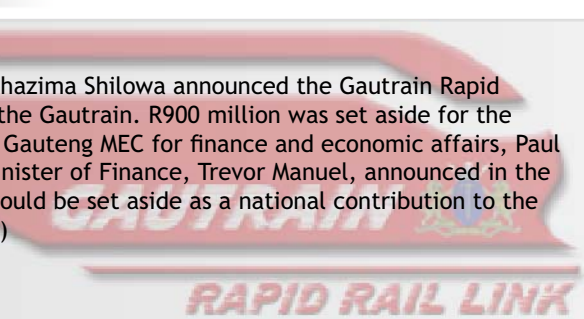 hazima Shilowa announced the Gautrain Rapid
the Gautrain. R900 million was set aside for the
Gauteng MEC for finance and economic affairs, Paul
nister of Finance, Trevor Manuel, announced in the
ould be set aside as a national contribution to the
)
GAUTRAIN
RAPID RAIL LINK